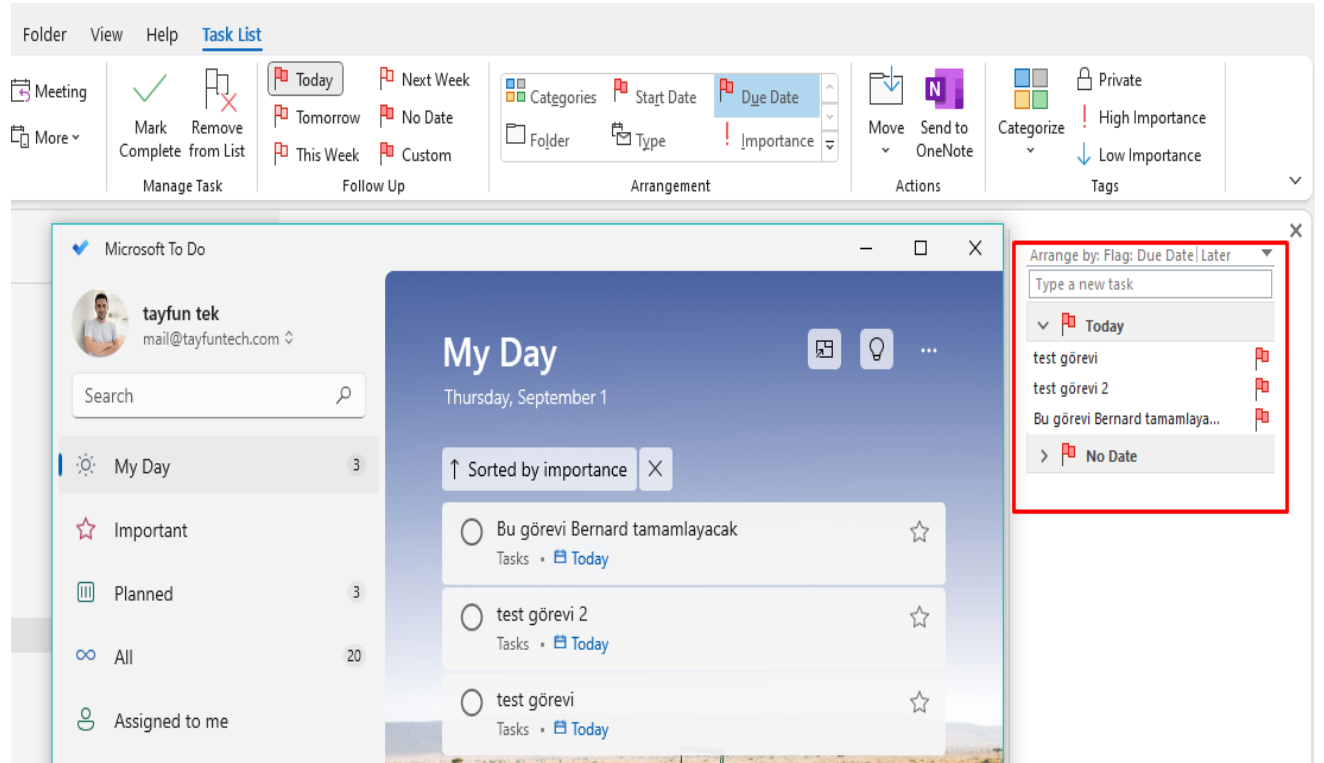 Folder View Help Task List
Meeting
More
Mark Complete
Remove from List
Manage Task
Today
Tomorrow
This Week
Next Week
No Date
Custom
Follow Up
Categories
Start Date
Due Date
Folder
Type
Importance
Arrangement
Move
Send to OneNote
Actions
Categorize
Private
High Importance
Low Importance
Tags
Microsoft To Do
tayfun tek
mail@tayfuntech.com
Search
My Day 3
Important
Planned 3
All 20
Assigned to me
My Day
Thursday, September 1
↑ Sorted by importance
Bu görevi Bernard tamamlayacak
Tasks • Today
test görevi 2
Tasks • Today
test görevi
Tasks • Today
Arrange by: Flag: Due Date Later
Type a new task
Today
test görevi
test görevi 2
Bu görevi Bernard tamamlaya...
No Date